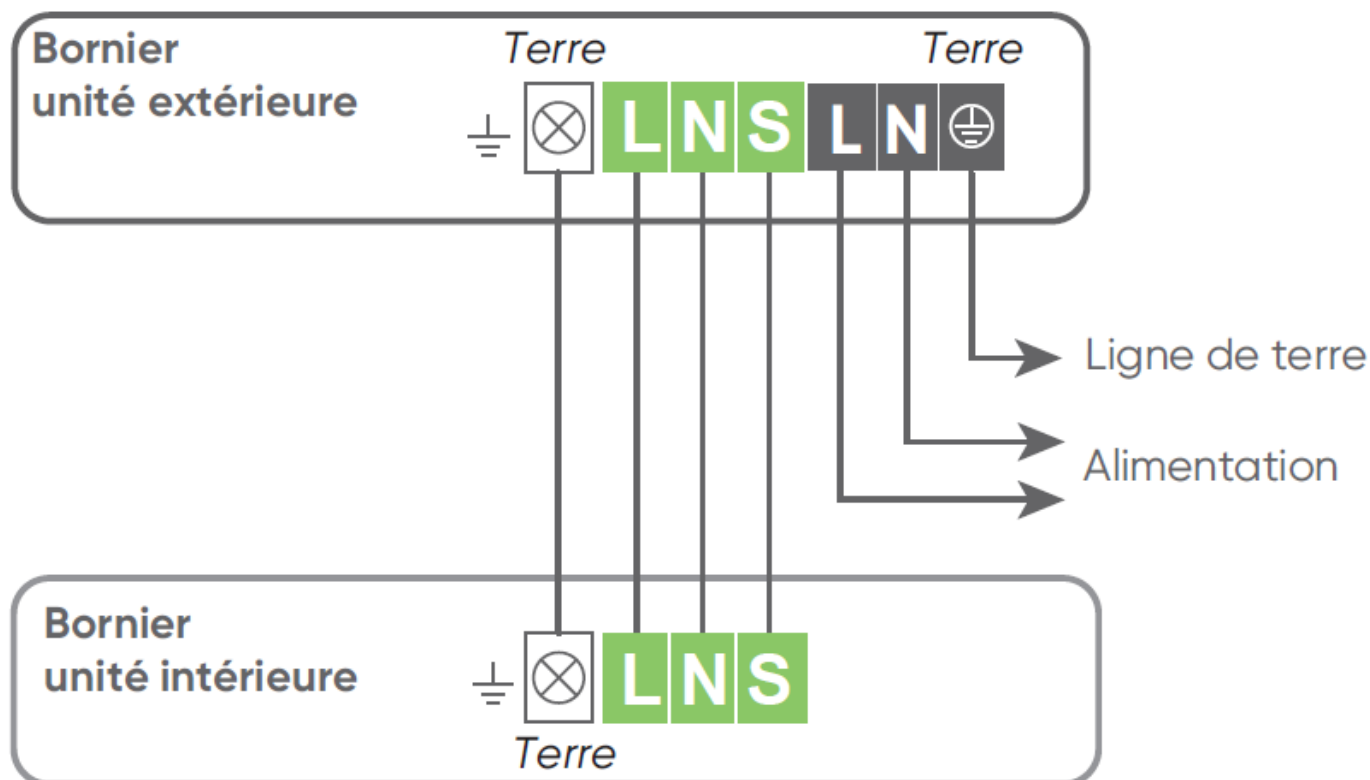 Bornier
unité extérieure
Terre
Terre
L N S L N
Ligne de terre
Alimentation
Bornier
unité intérieure
L N S
Terre